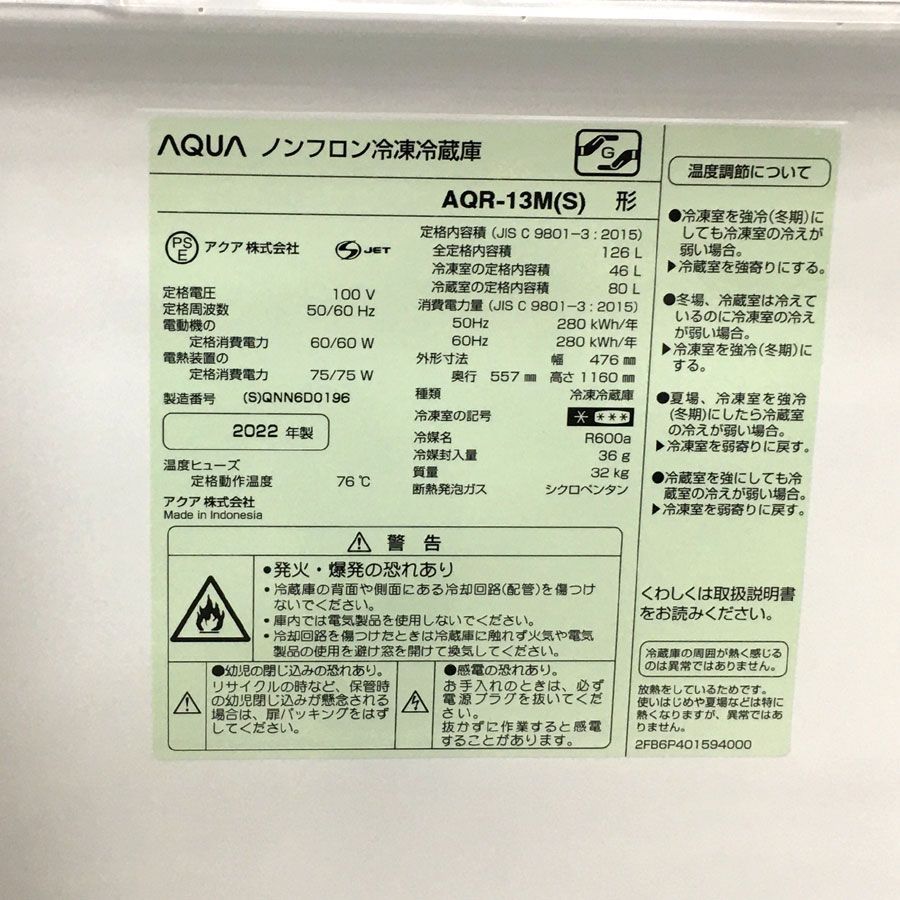 AQUA ノンフロン冷凍冷蔵庫
G
AQR-13M(S) 形
PS E アクア 株式会社 S JET
定格電圧 100 V
定格周波数 50/60 Hz
電動機の
定格消費電力 60/60 W
電熱装置の
定格消費電力 75/75 W
製造番号 (S)QNN6D0196
2022 年製
温度ヒューズ
定格動作温度 76 ℃
アクア 株式会社
Made in Indonesia
定格内容積 (JIS C 9801-3 : 2015)
全定格内容積 126 L
冷凍室の定格内容積 46 L
冷蔵室の定格内容積 80 L
消費電力量 (JIS C 9801-3 : 2015)
50Hz 280 kWh/年
60Hz 280 kWh/年
外形寸法 幅 476 ㎜
奥行 557 ㎜ 高さ 1160 ㎜
種類 冷凍冷蔵庫
冷凍室の記号 * ***
冷媒名 R600a
冷媒封入量 36 g
質量 32 kg
断熱発泡ガス シクロペンタン
警 告
•発火・爆発の恐れあり
・冷蔵庫の背面や側面にある冷却回路(配管)を傷つけ
ないでください。
・庫内では電気製品を使用しないでください。
・冷却回路を傷つけたときは冷蔵庫に触れず火気や電気
製品の使用を避け窓を開けて換気してください。
●幼児の閉じ込みの恐れあり。
リサイクルの時など、保管時
の幼児閉じ込みが懸念される
場合は、扉パッキングをはず
してください。
●感電の恐れあり。
お手入れのときは、必ず
電源プラグを抜いてくだ
さい。
抜かずに作業すると感電
することがあります。
温度調節について
●冷凍室を強冷(冬期)に
しても冷凍室の冷えが
弱い場合。
▶冷蔵室を強寄りにする。
●冬場、冷蔵室は冷えて
いるのに冷凍室の冷え
が弱い場合。
▶冷凍室を強冷(冬期)に
する。
●夏場、冷凍室を強冷
(冬期)にしたら冷蔵室
の冷えが弱い場合。
▶冷凍室を弱寄りに戻す。
●冷蔵室を強にしても冷
蔵室の冷えが弱い場合。
▶冷凍室を弱寄りに戻す。
くわしくは取扱説明書
をお読みください。
冷蔵庫の周囲が熱く感じる
のは異常ではありません。
放熱をしているためです。
使いはじめや夏場などは特に
熱くなりますが、異常ではあ
りません。
2FB6P401594000